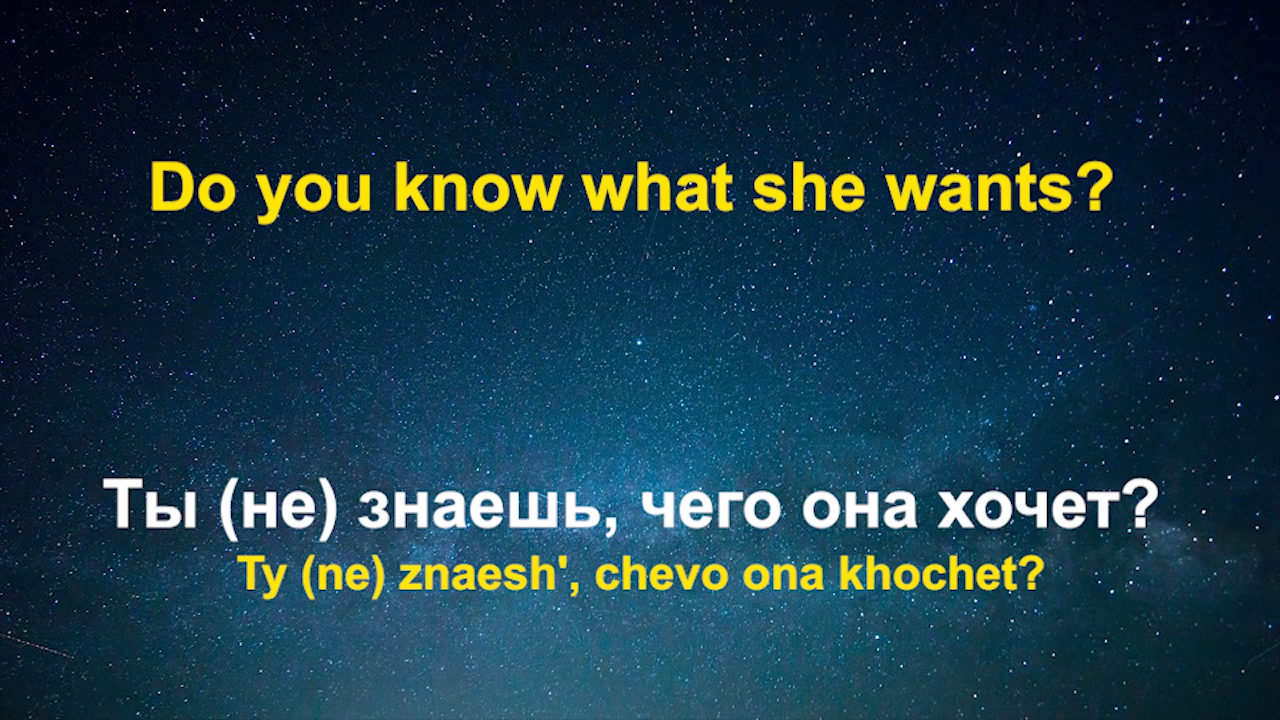 Do you know what she wants?
Ты (не) знаешь, чего она хочет?
Ty (ne) znaesh', chevo ona khochet?